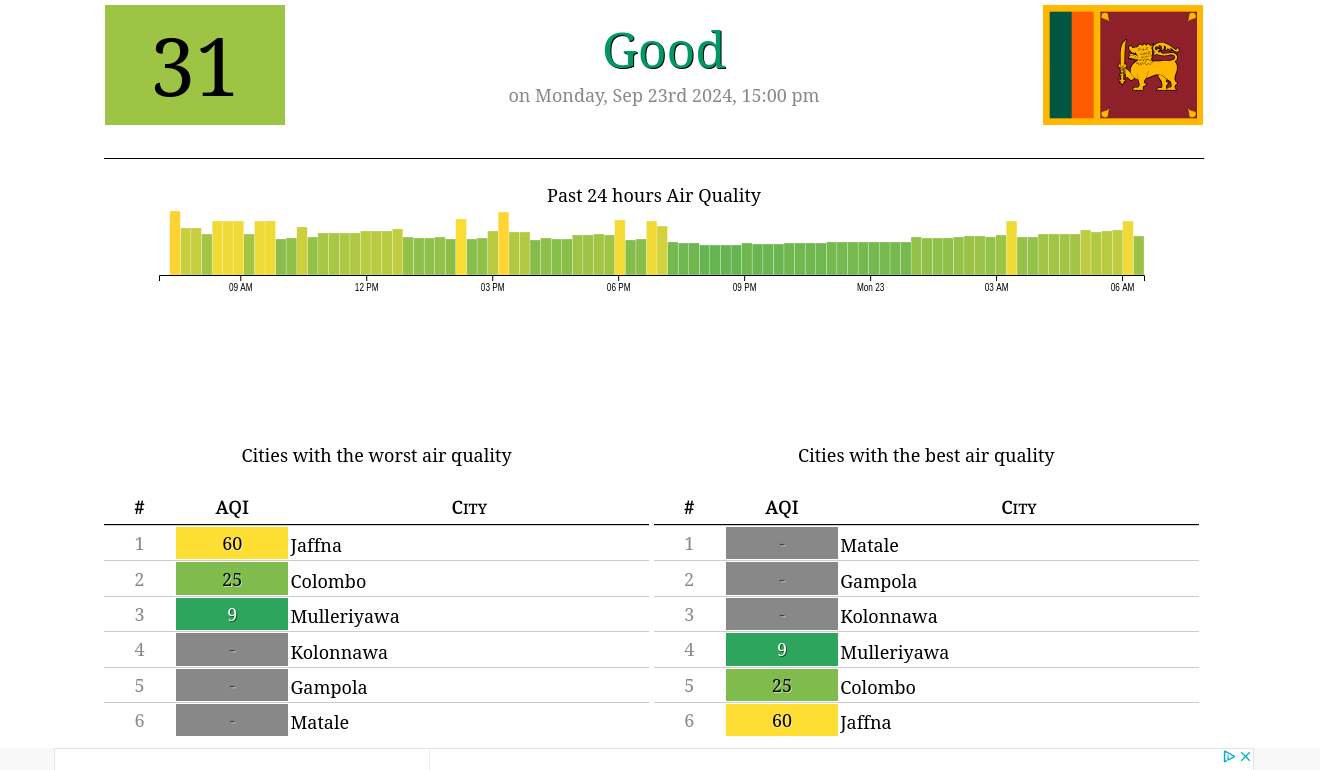 31
Good
on Monday, Sep 23rd 2024, 15:00 pm
Past 24 hours Air Quality
09 AM 12 PM 03 PM 06 PM 09 PM Mon 23 03 AM 06 AM
Cities with the worst air quality
# AQI City
1 60 Jaffna
2 25 Colombo
3 9 Mulleriyawa
4 - Kolonnawa
5 - Gampola
6 - Matale
Cities with the best air quality
# AQI City
1 - Matale
2 - Gampola
3 - Kolonnawa
4 9 Mulleriyawa
5 25 Colombo
6 60 Jaffna